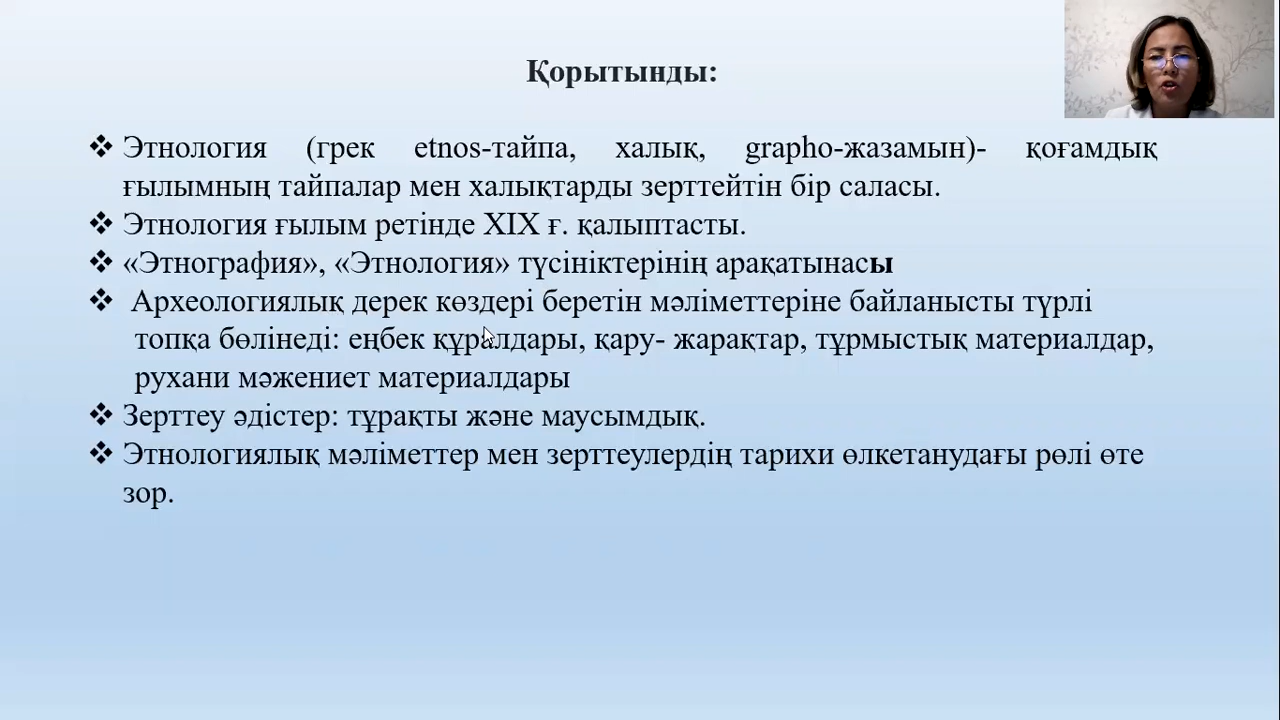 Қорытынды:
❖ Этнология (грек etnos-тайпа, халық, grapho-жазамын)- қоғамдық
ғылымның тайпалар мен халықтарды зерттейтін бір саласы.
❖ Этнология ғылым ретінде XIX ғ. қалыптасты.
❖ «Этнография», «Этнология» түсініктерінің арақатынасы
❖ Археологиялық дерек көздері беретін мәліметтеріне байланысты түрлі
топқа бөлінеді: еңбек құралдары, қару- жарақтар, тұрмыстық материалдар,
рухани мәжениет материалдары
❖ Зерттеу әдістер: тұрақты және маусымдық.
❖ Этнологиялық мәліметтер мен зерттеулердің тарихи өлкетанудағы рөлі өте
зор.